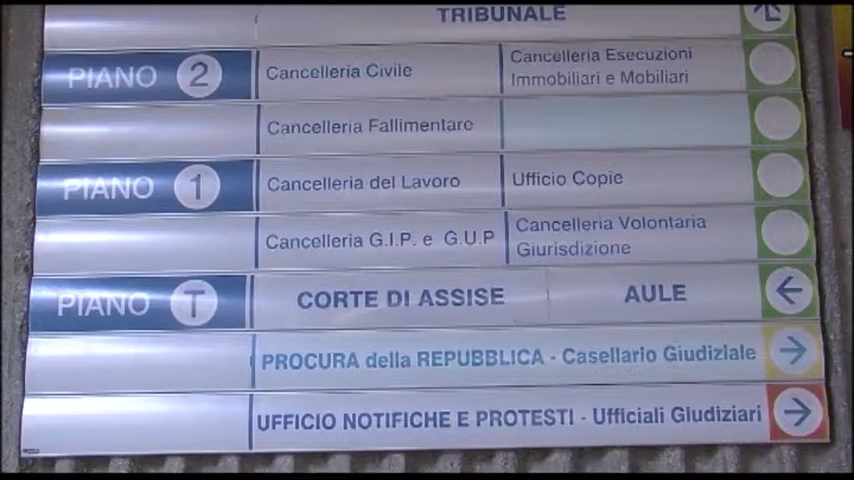 TRIBUNALE
PIANO 2 Cancelleria Civile Cancelleria Esecuzioni
Immobiliari e Mobiliari
Cancelleria Fallimentare
PIANO 1 Cancelleria del Lavoro Ufficio Copie
Cancelleria G.I.P. e G.U.P Cancelleria Volontaria
Giurisdizione
PIANO T CORTE DI ASSISE AULE
PROCURA della REPUBBLICA - Casellario Giudiziale
UFFICIO NOTIFICHE E PROTESTI - Ufficiali Giudiziari